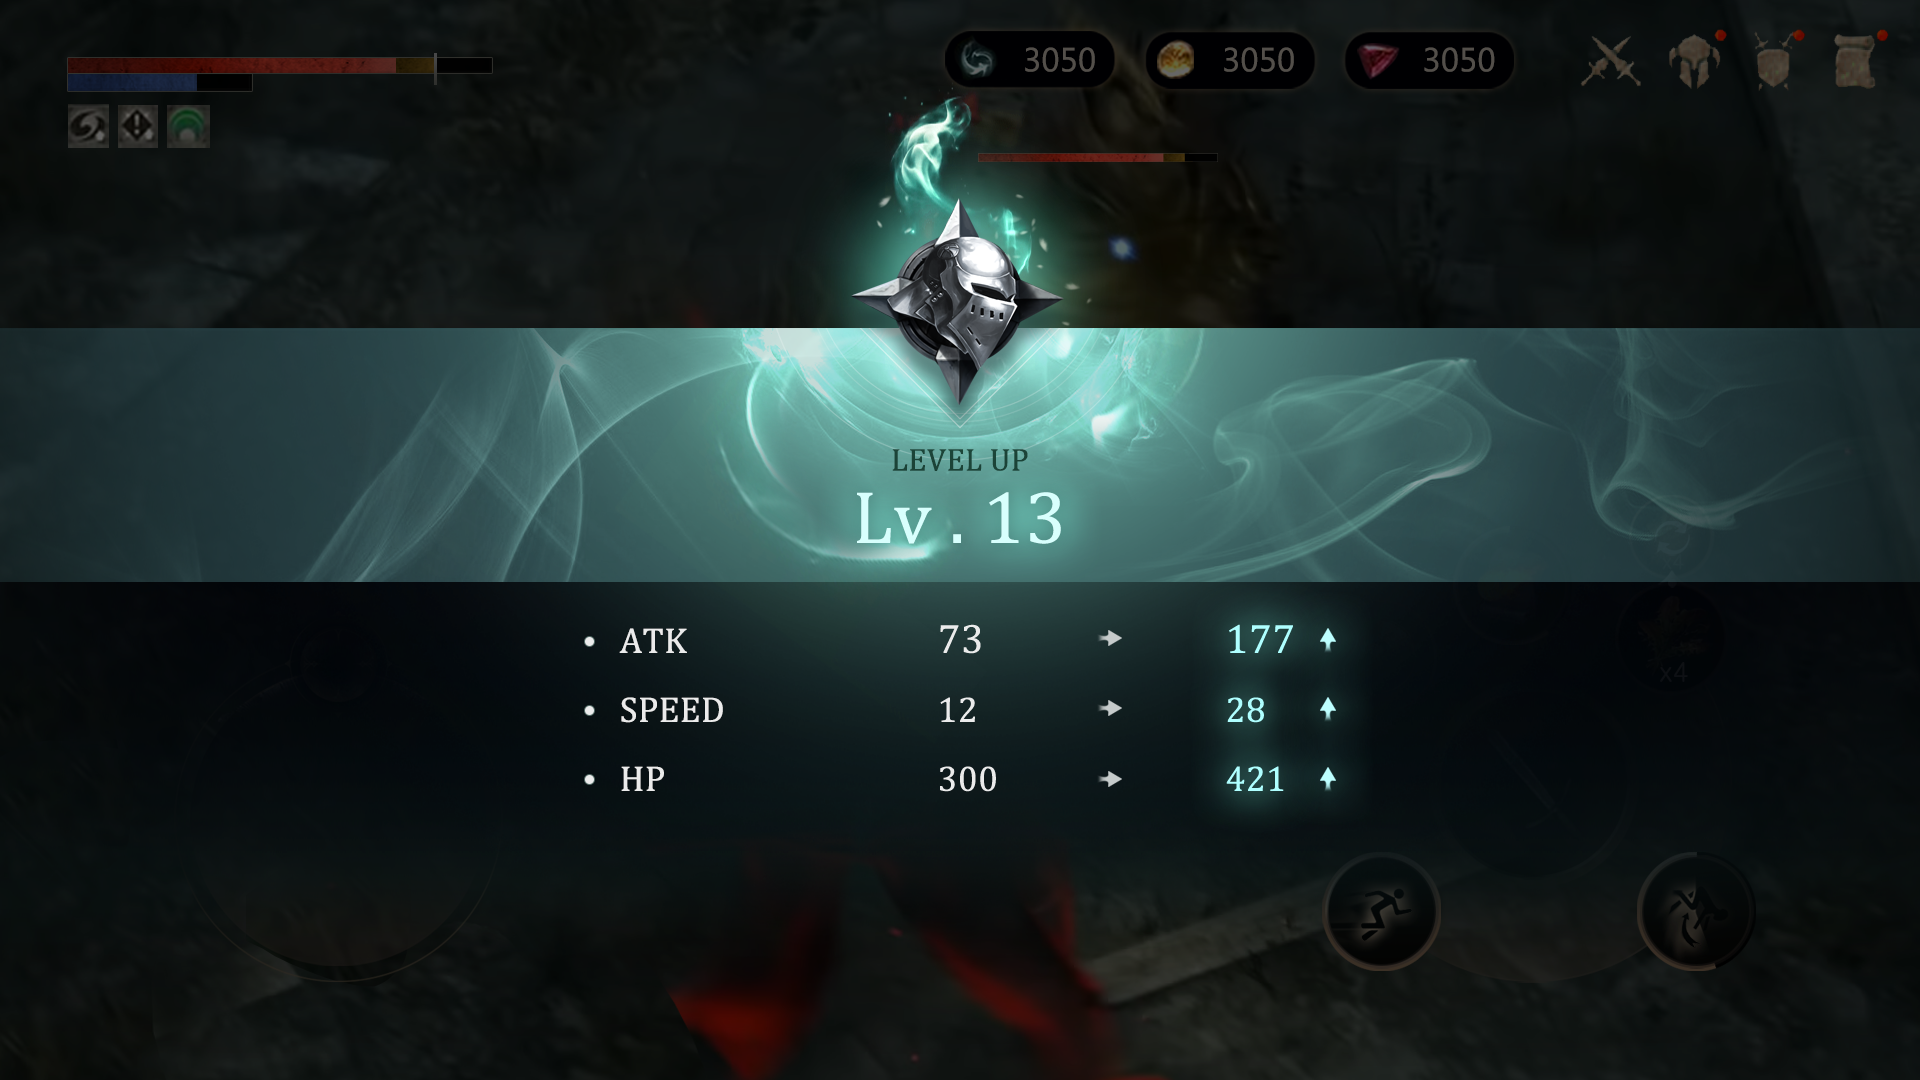 3050 3050 3050
LEVEL UP
Lv . 13
• ATK 73 → 177 ↑
• SPEED 12 → 28 ↑
• HP 300 → 421 ↑
x4